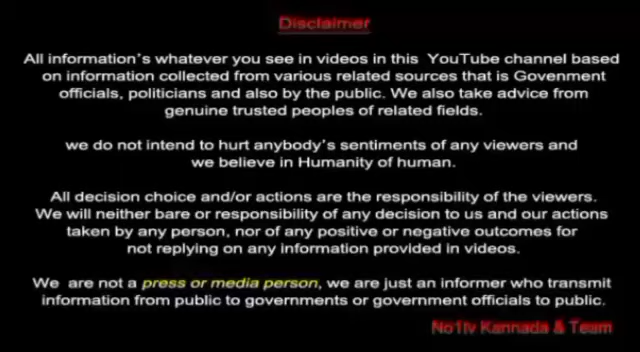 Disclaimer
All information's whatever you see in videos in this YouTube channel based
on information collected from various related sources that is Govenment
officials, politicians and also by the public. We also take advice from
genuine trusted peoples of related fields.
we do not intend to hurt anybody's sentiments of any viewers and
we believe in Humanity of human.
All decision choice and/or actions are the responsibility of the viewers.
We will neither bare or responsibility of any decision to us and our actions
taken by any person, nor of any positive or negative outcomes for
not replying on any information provided in videos.
We are not a press or media person, we are just an informer who transmit
information from public to governments or government officials to public.
No1tv Kannada & Team